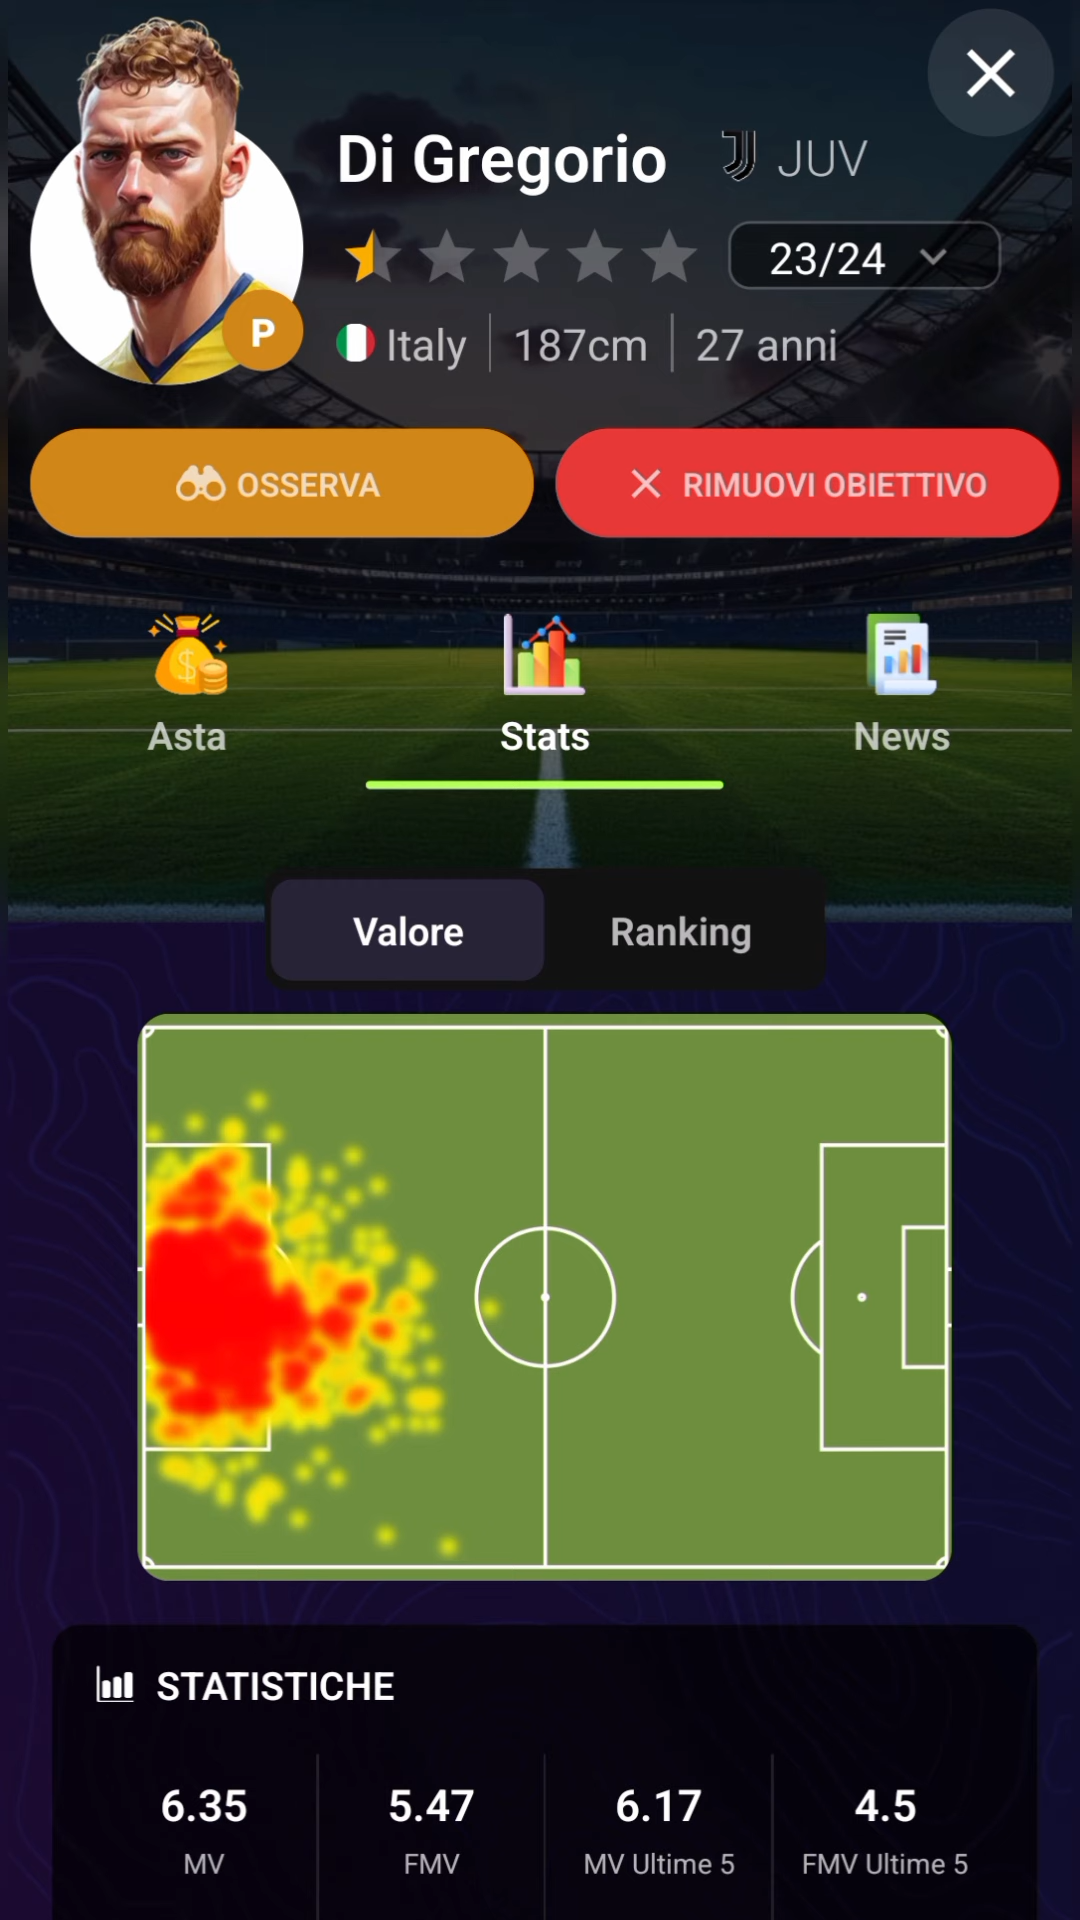 Di Gregorio JUV
23/24
Italy 187cm 27 anni
P
OSSERVA RIMUOVI OBIETTIVO
Asta Stats News
Valore Ranking
STATISTICHE
6.35 5.47 6.17 4.5
MV FMV MV Ultime 5 FMV Ultime 5